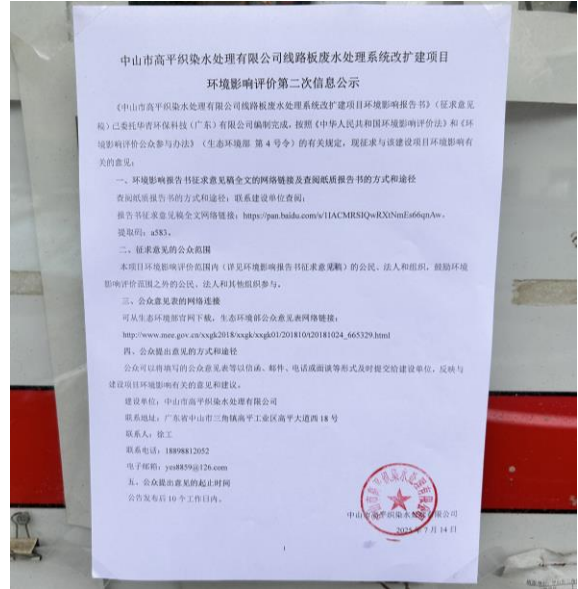 中山市高平织染水处理有限公司线路板废水处理系统改扩建项目
环境影响评价第二次信息公示
《中山市高平织染水处理有限公司线路板废水处理系统改扩建项目环境影响报告书》（征求意见
稿）已委托华青环保科技（广东）有限公司编制完成。按照《中华人民共和国环境影响评价法》和《环
境影响评价公众参与办法》（生态环境部 第4号令）的有关规定，现征求与该建设项目环境影响有
关的意见：
一、环境影响报告书征求意见稿全文的网络链接及查阅纸质报告书的方式和途径
查阅纸质报告书的方式和途径：联系建设单位查阅；
报告书征求意见稿全文网络链接：https://pan.baidu.com/s/1IACMRSIQwRXtNmEs66qnAw。
提取码：a583。
二、征求意见的公众范围
本项目环境影响评价范围内（详见环境影响报告书征求意见稿）的公民、法人和组织，鼓励环境
影响评价范围之外的公民、法人和其他组织参与。
三、公众意见表的网络连接
可从生态环境部官网下载，生态环境部公众意见表网络链接：
http://www.mee.gov.cn/xxgk2018/xxgk/xxgk01/201810/t20181024_665329.html
四、公众提出意见的方式和途径
公众可以将填写的公众意见表等以信函、邮件、电话或面谈等形式及时提交给建设单位，反映与
建设项目环境影响有关的意见和建议。
建设单位：中山市高平织染水处理有限公司
联系地址：广东省中山市三角镇高平工业区高平大道西18号
联系人：徐工
联系电话：18898812052
电子邮箱：yes8859@126.com
五、公众提出意见的起止时间
公告发布后10个工作日内。
中山市高平织染水处理有限公司
2025年7月14日
1